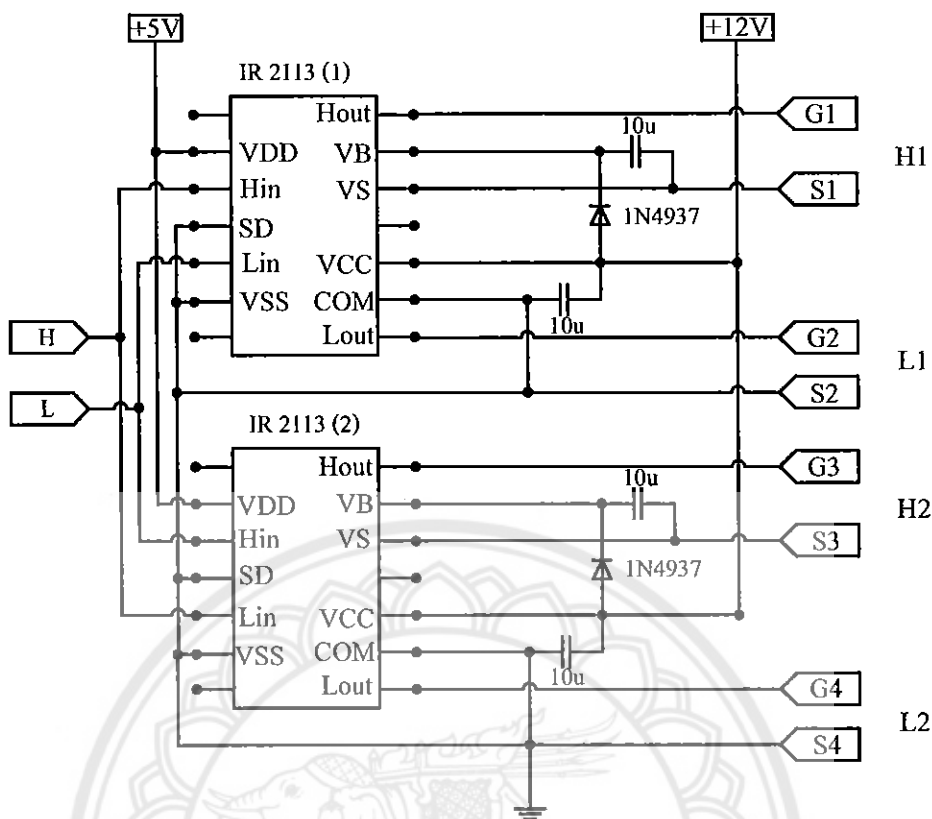 +5V
+12V
IR 2113 (1)
Hout
G1
10u
H1
VDD
VB
Hin
VS
S1
1N4937
SD
Lin
VCC
VSS
COM
10u
H
Lout
G2
L1
L
S2
IR 2113 (2)
Hout
G3
10u
H2
VDD
VB
Hin
VS
S3
1N4937
SD
Lin
VCC
VSS
COM
10u
Lout
G4
L2
S4